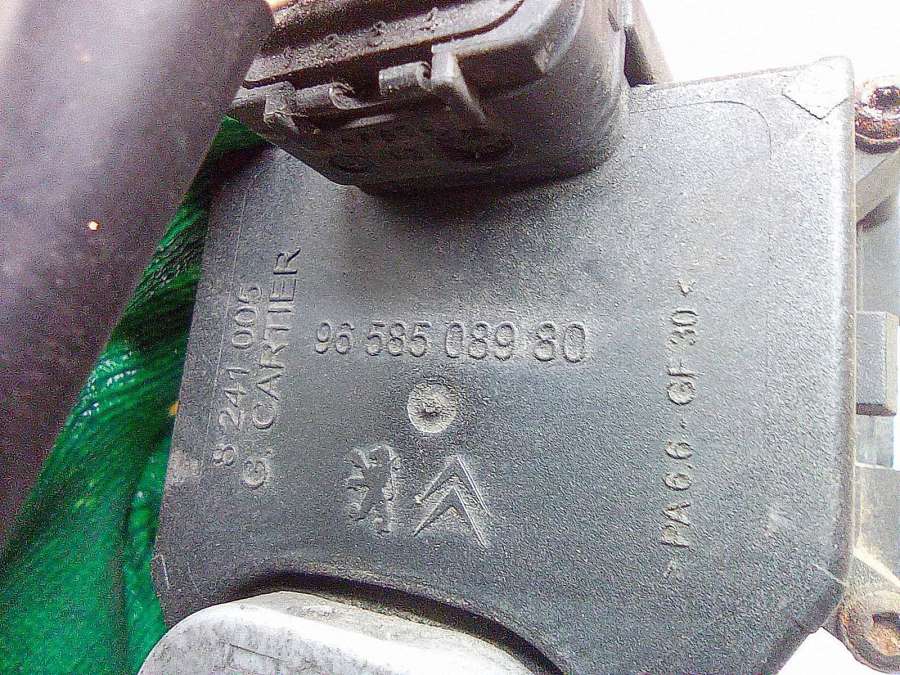 8 241 005
G. CARTIER
96 585 089 80
>PA 6.6 - GF 30<